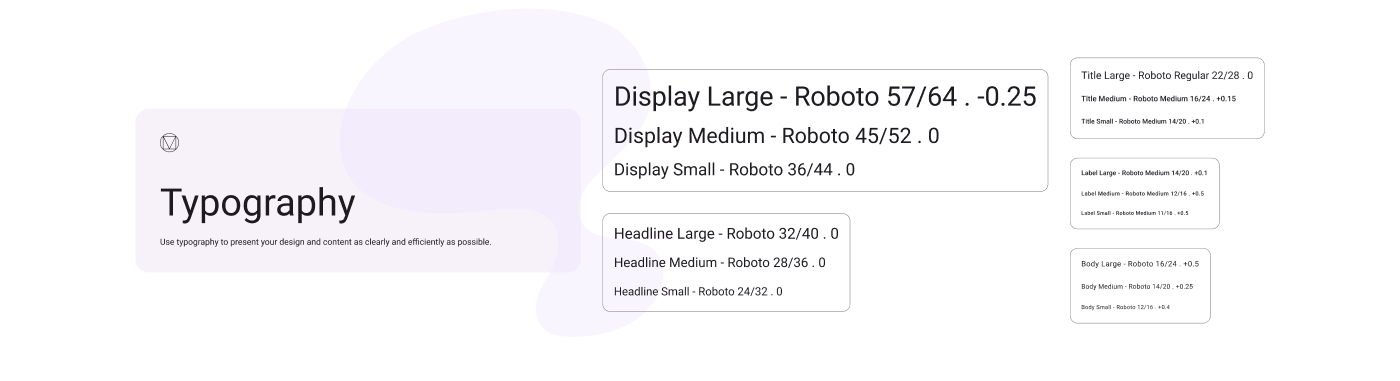 Typography
Use typography to present your design and content as clearly and efficiently as possible.
Display Large - Roboto 57/64 . -0.25
Display Medium - Roboto 45/52 . 0
Display Small - Roboto 36/44 . 0
Headline Large - Roboto 32/40 . 0
Headline Medium - Roboto 28/36 . 0
Headline Small - Roboto 24/32 . 0
Title Large - Roboto Regular 22/28 . 0
Title Medium - Roboto Medium 16/24 . +0.15
Title Small - Roboto Medium 14/20 . +0.1
Label Large - Roboto Medium 14/20 . +0.1
Label Medium - Roboto Medium 12/16 . +0.5
Label Small - Roboto Medium 11/16 . +0.5
Body Large - Roboto 16/24 . +0.5
Body Medium - Roboto 14/20 . +0.25
Body Small - Roboto 12/16 . +0.4